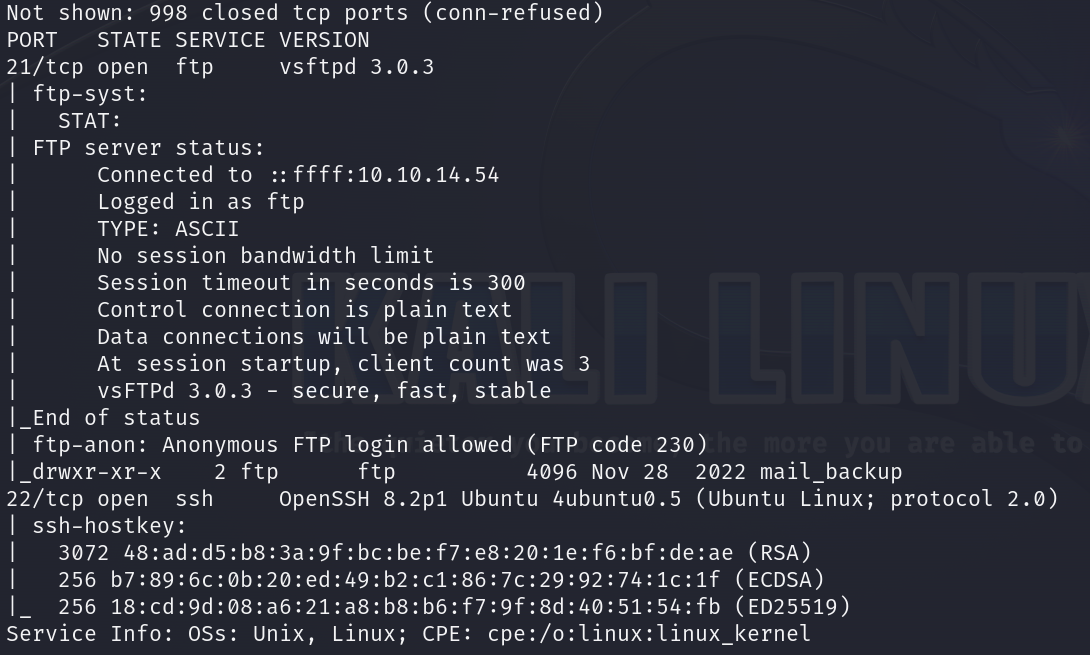 Not shown: 998 closed tcp ports (conn-refused)
PORT   STATE SERVICE VERSION
21/tcp open  ftp     vsftpd 3.0.3
| ftp-syst:
|   STAT:
| FTP server status:
|      Connected to ::ffff:10.10.14.54
|      Logged in as ftp
|      TYPE: ASCII
|      No session bandwidth limit
|      Session timeout in seconds is 300
|      Control connection is plain text
|      Data connections will be plain text
|      At session startup, client count was 3
|      vsFTPd 3.0.3 - secure, fast, stable
|_End of status
| ftp-anon: Anonymous FTP login allowed (FTP code 230)
|_drwxr-xr-x    2 ftp      ftp          4096 Nov 28  2022 mail_backup
22/tcp open  ssh     OpenSSH 8.2p1 Ubuntu 4ubuntu0.5 (Ubuntu Linux; protocol 2.0)
| ssh-hostkey:
|   3072 48:ad:d5:b8:3a:9f:bc:be:f7:e8:20:1e:f6:bf:de:ae (RSA)
|   256 b7:89:6c:0b:20:ed:49:b2:c1:86:7c:29:92:74:1c:1f (ECDSA)
|_  256 18:cd:9d:08:a6:21:a8:b8:b6:f7:9f:8d:40:51:54:fb (ED25519)
Service Info: OSs: Unix, Linux; CPE: cpe:/o:linux:linux_kernel
KALI LINU
the more you are able to